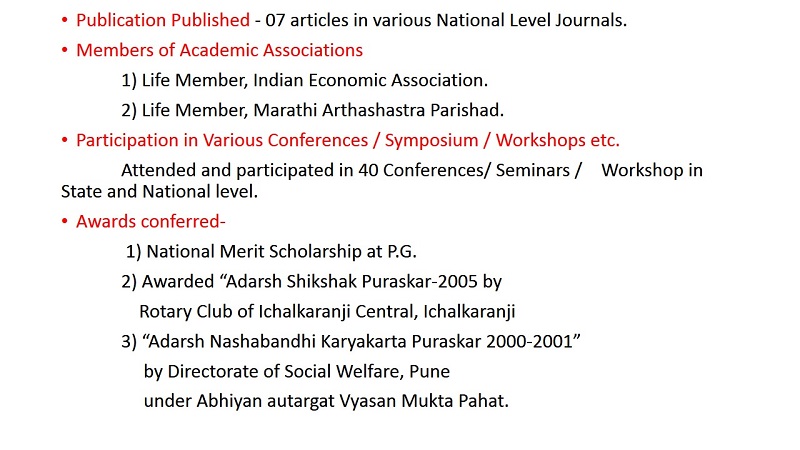 • Publication Published - 07 articles in various National Level Journals.
• Members of Academic Associations
1) Life Member, Indian Economic Association.
2) Life Member, Marathi Arthashastra Parishad.
• Participation in Various Conferences / Symposium / Workshops etc.
Attended and participated in 40 Conferences/ Seminars / Workshop in
State and National level.
• Awards conferred-
1) National Merit Scholarship at P.G.
2) Awarded “Adarsh Shikshak Puraskar-2005 by
Rotary Club of Ichalkaranji Central, Ichalkaranji
3) “Adarsh Nashabandhi Karyakarta Puraskar 2000-2001”
by Directorate of Social Welfare, Pune
under Abhiyan autargat Vyasan Mukta Pahat.